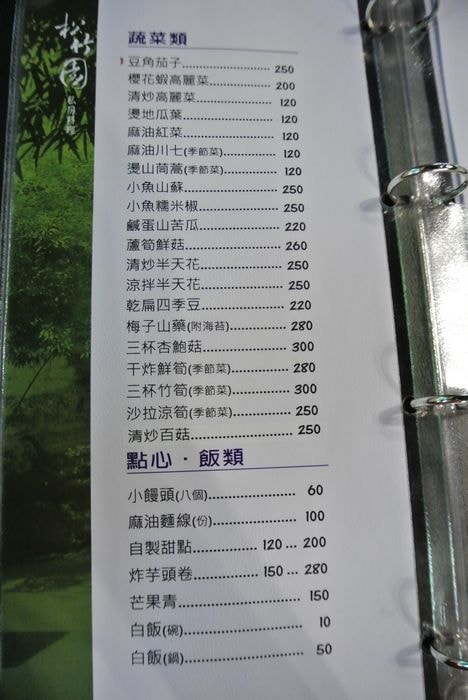 松園
私房料理
蔬菜類
豆角茄子 250
櫻花蝦高麗菜 200
清炒高麗菜 120
燙地瓜葉 120
麻油紅菜 120
麻油川七(季節菜) 120
燙山茼蒿(季節菜) 120
小魚山蘇 250
小魚糯米椒 250
鹹蛋山苦瓜 220
蘆筍鮮菇 260
清炒半天花 250
涼拌半天花 250
乾扁四季豆 220
梅子山藥(附海苔) 280
三杯杏鮑菇 300
干炸鮮筍(季節菜) 280
三杯竹筍(季節菜) 300
沙拉涼筍(季節菜) 250
清炒百菇 250
點心‧飯類
小饅頭(八個) 60
麻油麵線(份) 100
自製甜點 120 ... 200
炸芋頭卷 150 ... 280
芒果青 150
白飯(碗) 10
白飯(鍋) 50